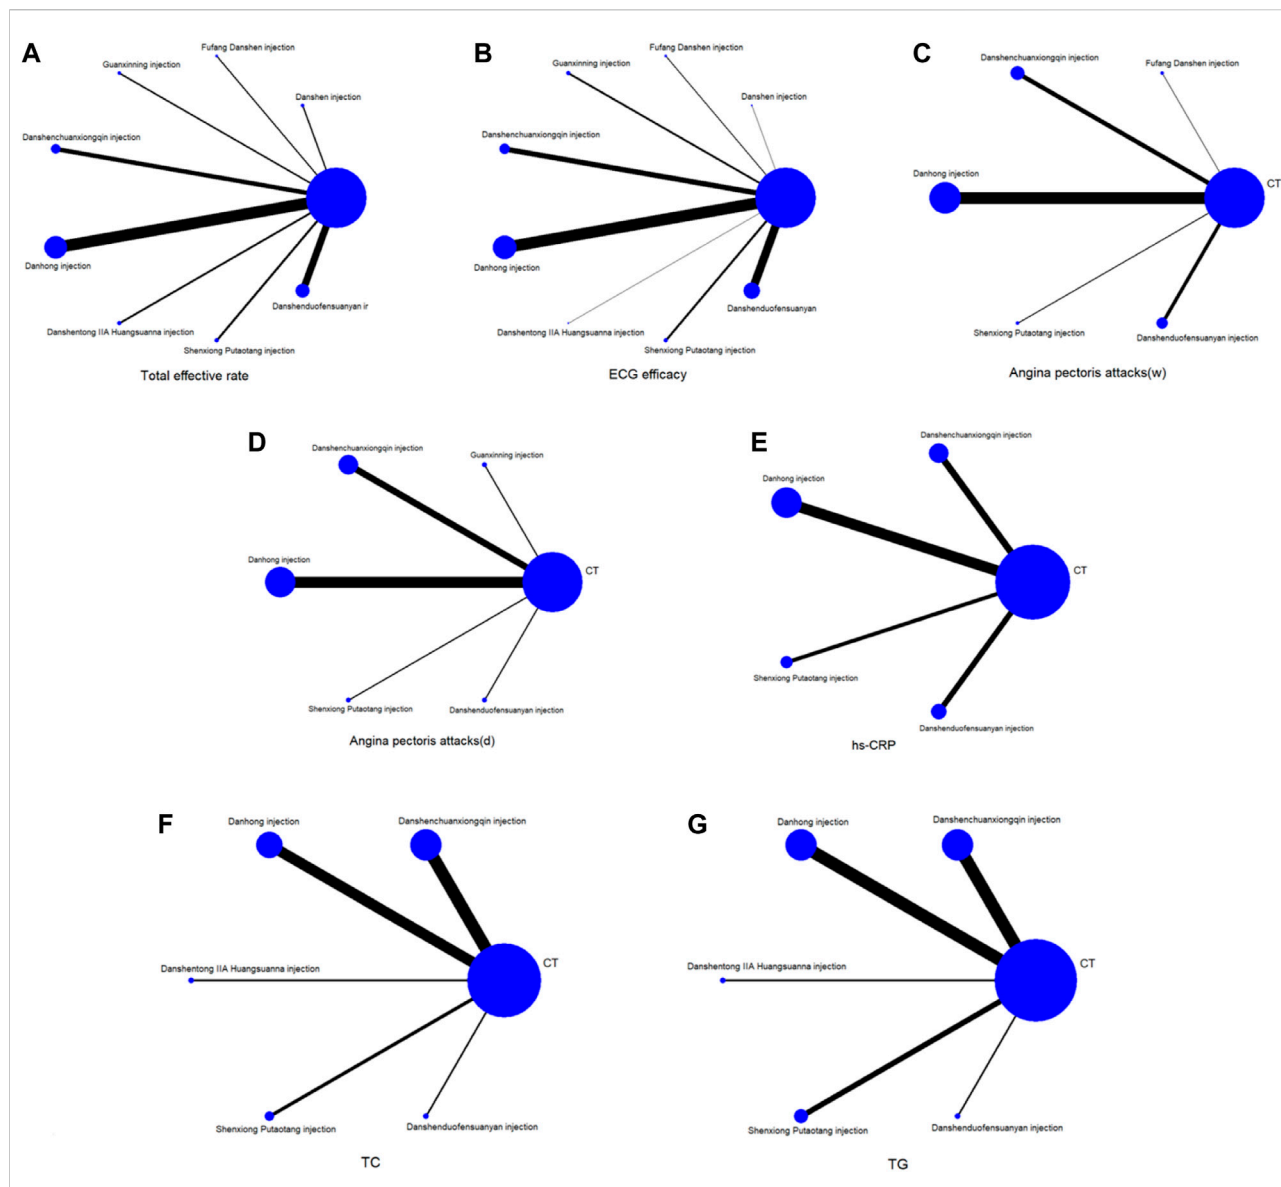 A
Fufang Danshen injection
Guanxinning injection
Danshen injection
Danshenchuanxiongqin injection
Danhong injection
Danshenduofensuanyan ir
Danshentong IIA Huangsuanna injection
Shenxiong Putaotang injection
Total effective rate
B
Fufang Danshen injection
Guanxinning injection
Danshen injection
Danshenchuanxiongqin injection
Danhong injection
Danshenduofensuanyan
Danshentong IIA Huangsuanna injection
Shenxiong Putaotang injection
ECG efficacy
C
Danshenchuanxiongqin injection
Fufang Danshen injection
Danhong injection
CT
Shenxiong Putaotang injection
Danshenduofensuanyan injection
Angina pectoris attacks(w)
D
Danshenchuanxiongqin injection
Guanxinning injection
Danhong injection
CT
Shenxiong Putaotang injection
Danshenduofensuanyan injection
Angina pectoris attacks(d)
E
Danshenchuanxiongqin injection
Danhong injection
CT
Shenxiong Putaotang injection
Danshenduofensuanyan injection
hs-CRP
F
Danhong injection
Danshenchuanxiongqin injection
Danshentong IIA Huangsuanna injection
CT
Shenxiong Putaotang injection
Danshenduofensuanyan injection
TC
G
Danhong injection
Danshenchuanxiongqin injection
Danshentong IIA Huangsuanna injection
CT
Shenxiong Putaotang injection
Danshenduofensuanyan injection
TG